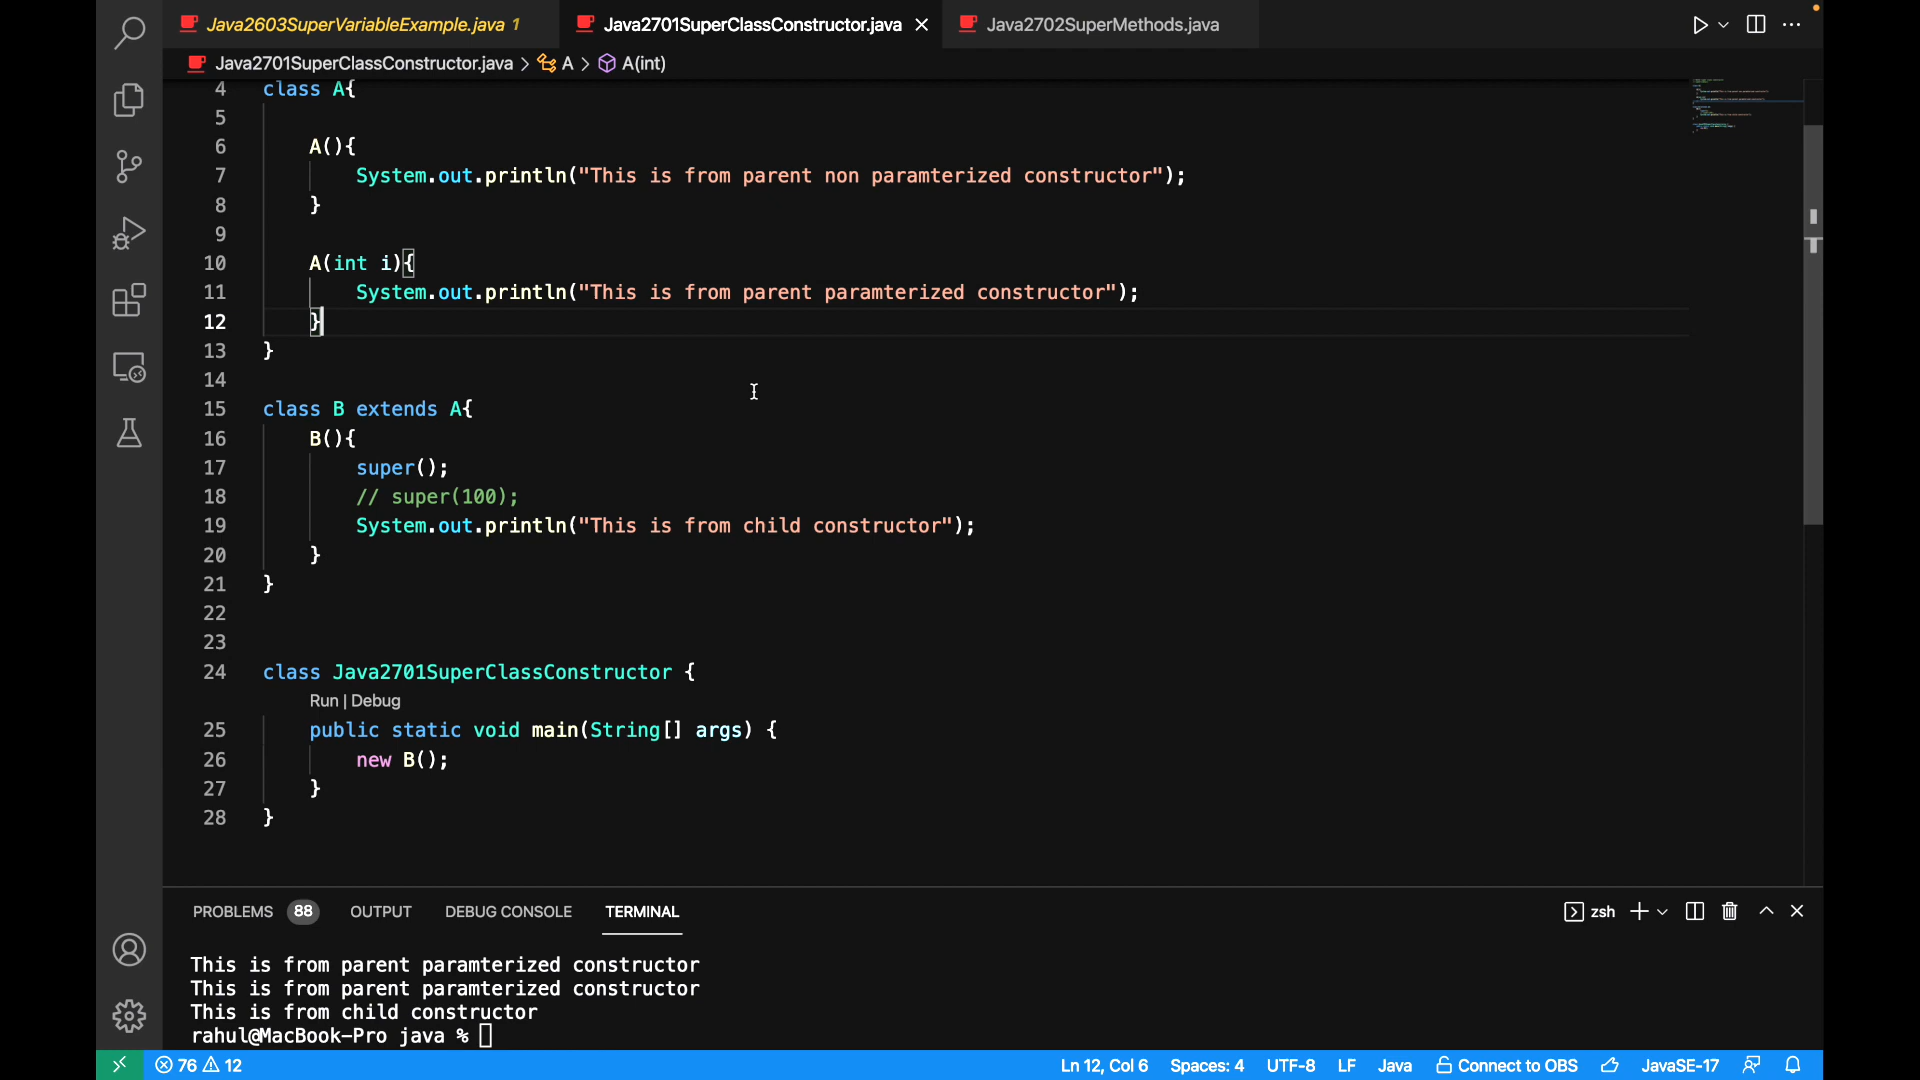 Java2603SuperVariableExample.java 1 Java2701SuperClassConstructor.java Java2702SuperMethods.java
Java2701SuperClassConstructor.java > A > A(int)
4 class A{
5
6 A(){
7 System.out.println("This is from parent non paramterized constructor");
8 }
9
10 A(int i){
11 System.out.println("This is from parent paramterized constructor");
12 }
13 }
14
15 class B extends A{
16 B(){
17 super();
18 // super(100);
19 System.out.println("This is from child constructor");
20 }
21 }
22
23
24 class Java2701SuperClassConstructor {
Run | Debug
25 public static void main(String[] args) {
26 new B();
27 }
28 }
PROBLEMS 88 OUTPUT DEBUG CONSOLE TERMINAL zsh
This is from parent paramterized constructor
This is from parent paramterized constructor
This is from child constructor
rahul@MacBook-Pro java %
76 12 Ln 12, Col 6 Spaces: 4 UTF-8 LF Java Connect to OBS JavaSE-17